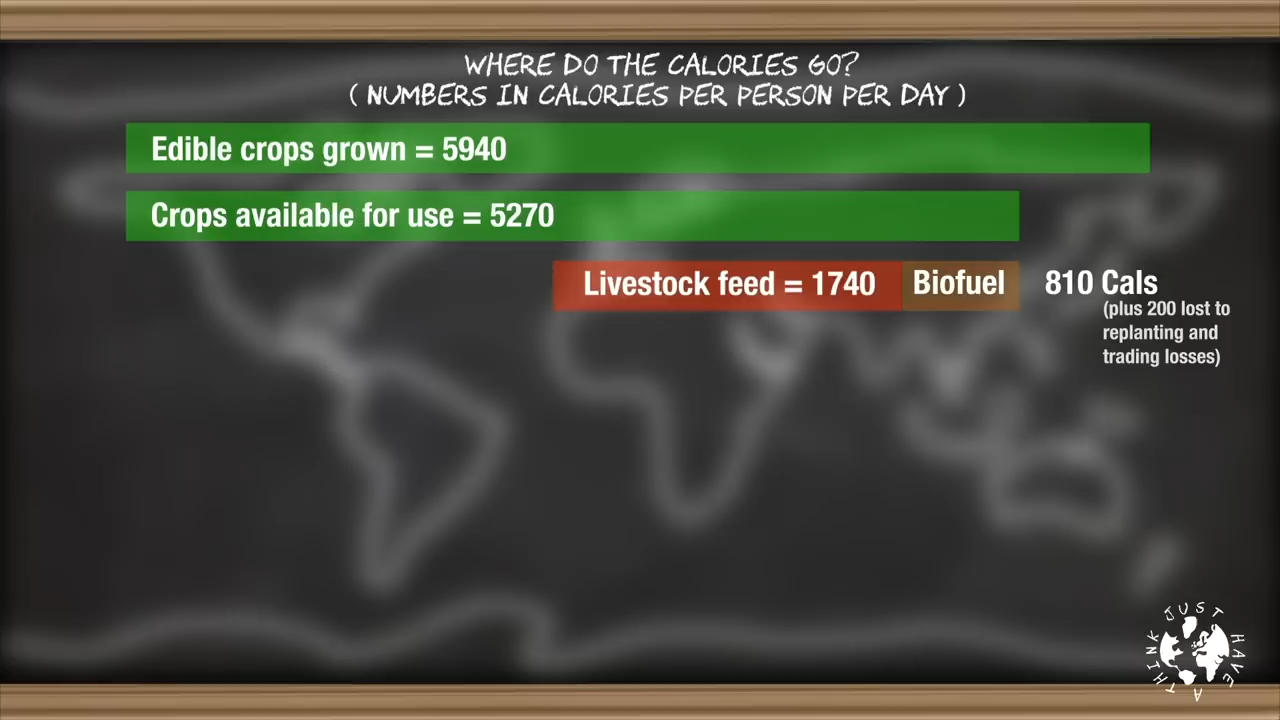 WHERE DO THE CALORIES GO?
( NUMBERS IN CALORIES PER PERSON PER DAY )
Edible crops grown = 5940
Crops available for use = 5270
Livestock feed = 1740 Biofuel 810 Cals
(plus 200 lost to
replanting and
trading losses)
JUST HAVE A THINK